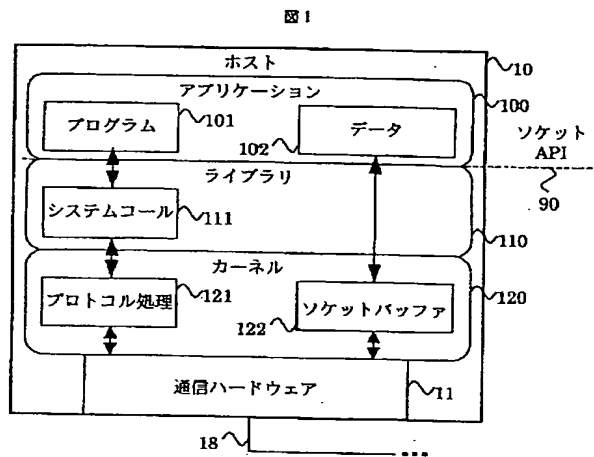 図1
ホスト
10
アプリケーション
100
プログラム
101
データ
102
ソケット
API
90
ライブラリ
システムコール
111
110
カーネル
プロトコル処理
121
ソケットバッファ
122
120
通信ハードウェア
11
18